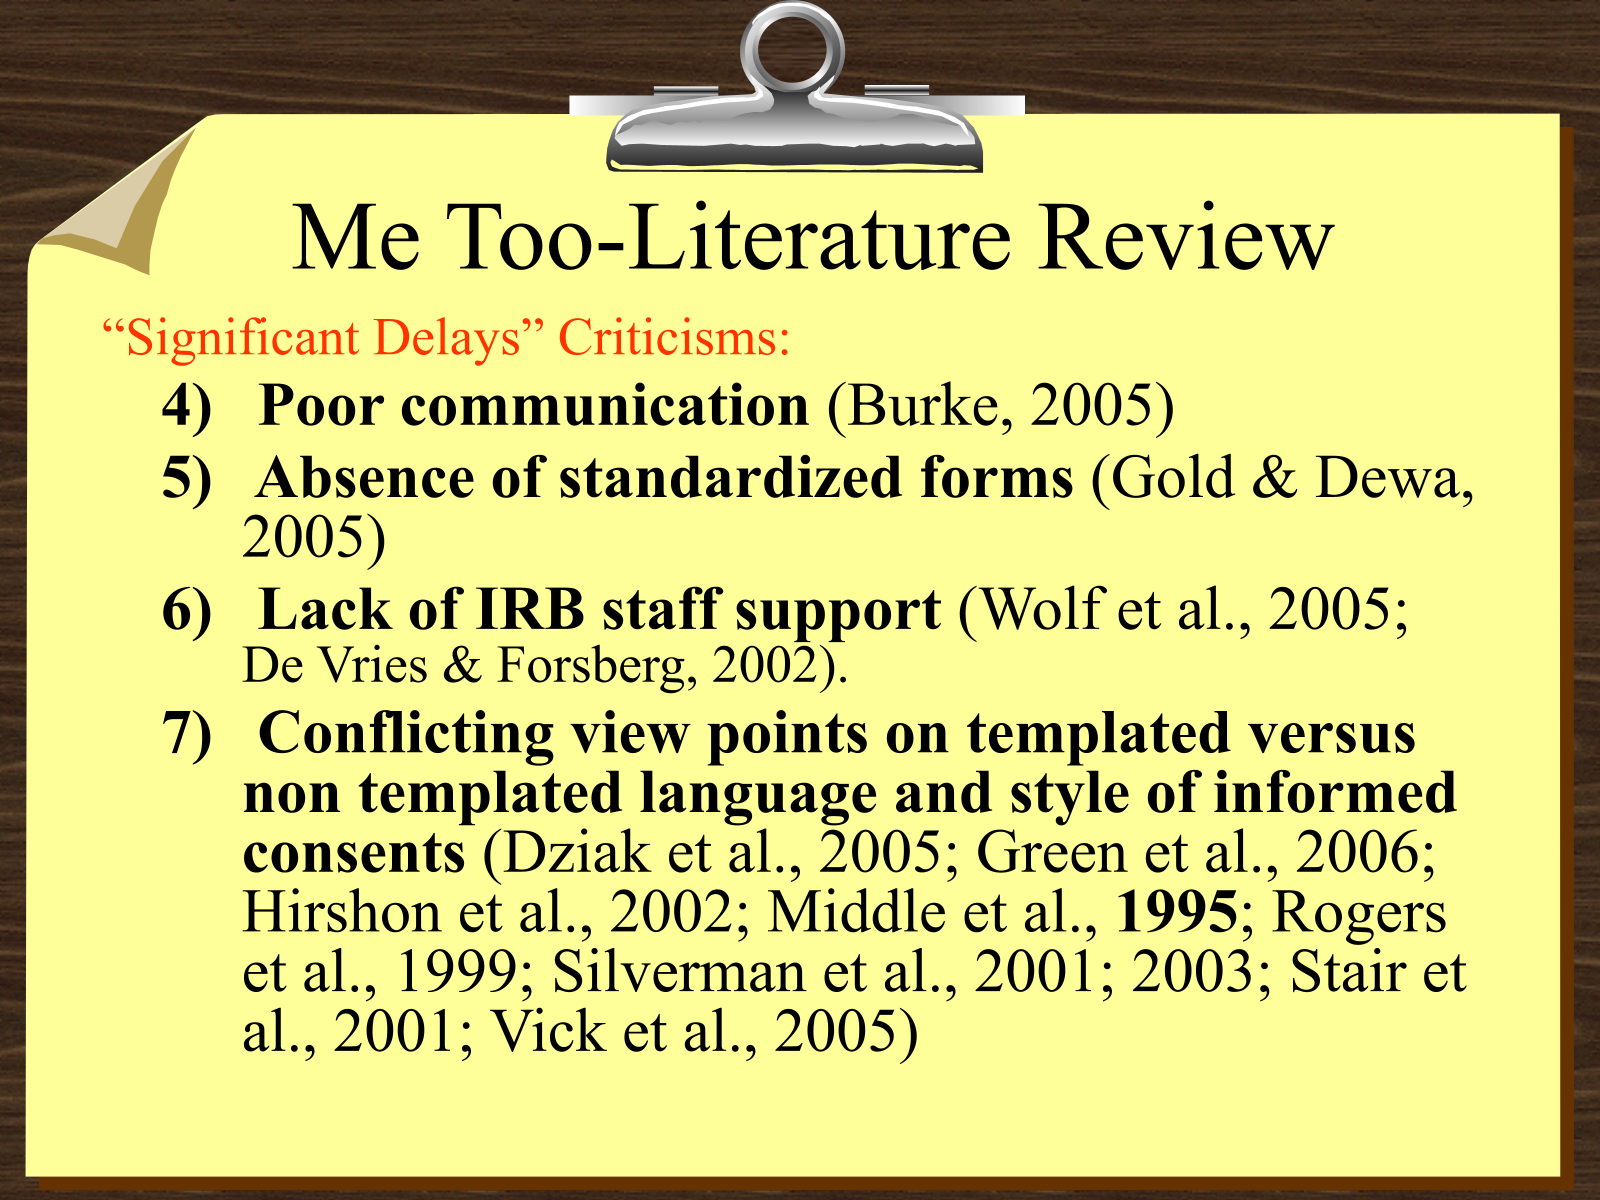 Me Too-Literature Review
“Significant Delays” Criticisms:
4) Poor communication (Burke, 2005)
5) Absence of standardized forms (Gold & Dewa,
2005)
6) Lack of IRB staff support (Wolf et al., 2005;
De Vries & Forsberg, 2002).
7) Conflicting view points on templated versus
non templated language and style of informed
consents (Dziak et al., 2005; Green et al., 2006;
Hirshon et al., 2002; Middle et al., 1995; Rogers
et al., 1999; Silverman et al., 2001; 2003; Stair et
al., 2001; Vick et al., 2005)